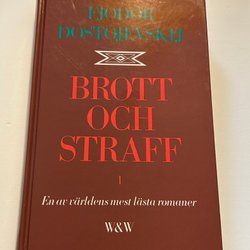 FJODOR
DOSTOJEVSKIJ
BROTT
OCH
STRAFF
1
En av världens mest lästa romaner
W&W